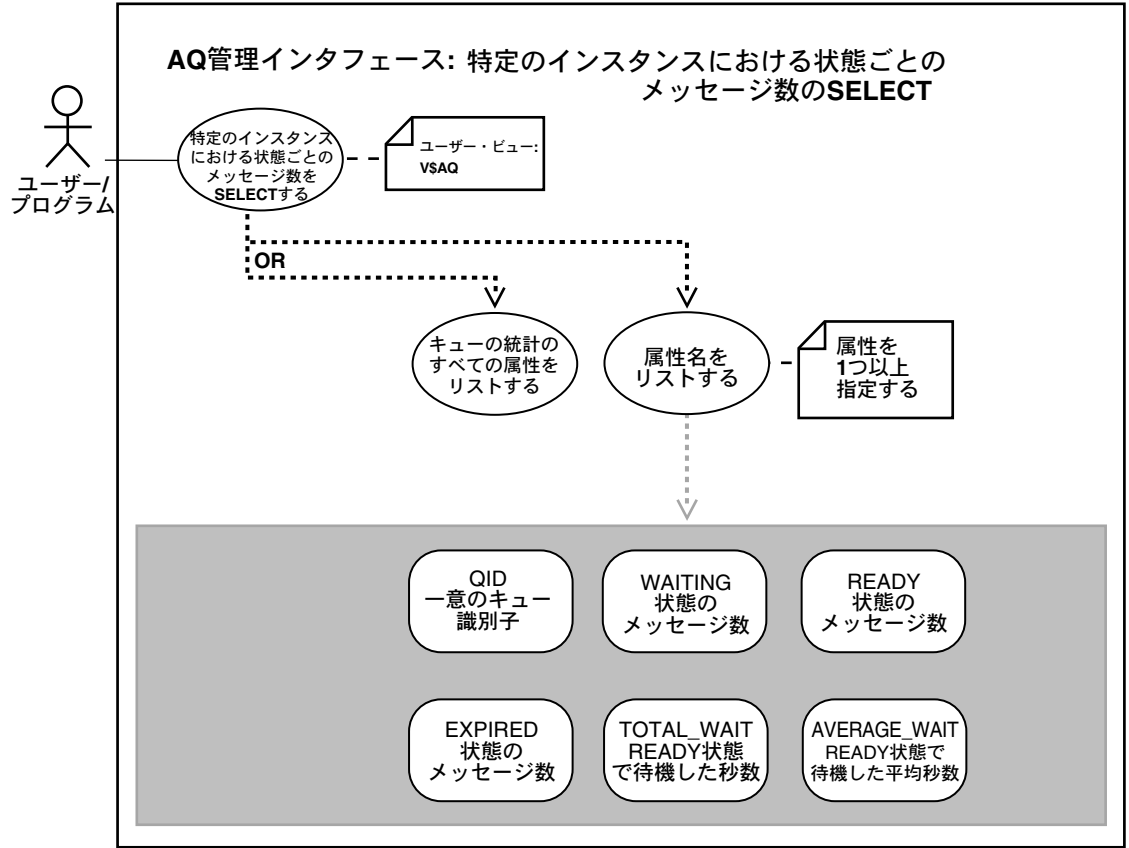 AQ管理インタフェース: 特定のインスタンスにおける状態ごとの
メッセージ数のSELECT
ユーザー/
プログラム
特定のインスタンス
における状態ごとの
メッセージ数を
SELECTする
ユーザー・ビュー:
V$AQ
OR
キューの統計の
すべての属性を
リストする
属性名を
リストする
属性を
1つ以上
指定する
QID
一意のキュー
識別子
WAITING
状態の
メッセージ数
READY
状態の
メッセージ数
EXPIRED
状態の
メッセージ数
TOTAL_WAIT
READY状態
で待機した秒数
AVERAGE_WAIT
READY状態で
待機した平均秒数